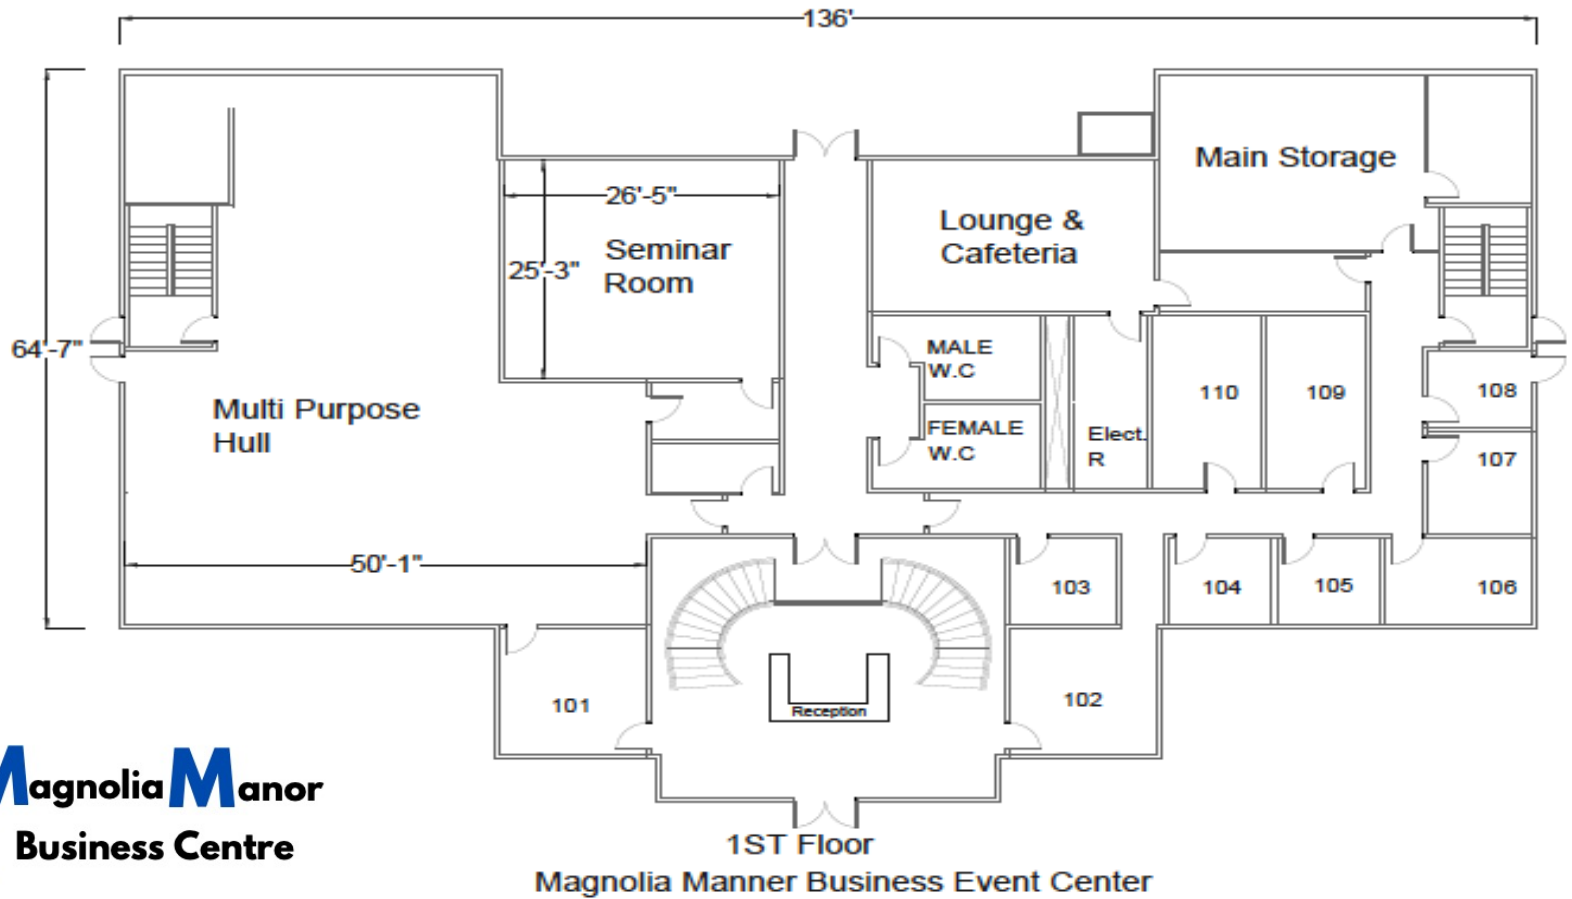 136'
Main Storage
26'-5"
Lounge &
Cafeteria
Seminar
Room
25'-3"
64'-7"
MALE
W.C
110
109
108
Multi Purpose
Hull
FEMALE
W.C
Elect.
R
107
50'-1"
103
104
105
106
101
102
Reception
Magnolia Manor
Business Centre
1ST Floor
Magnolia Manner Business Event Center